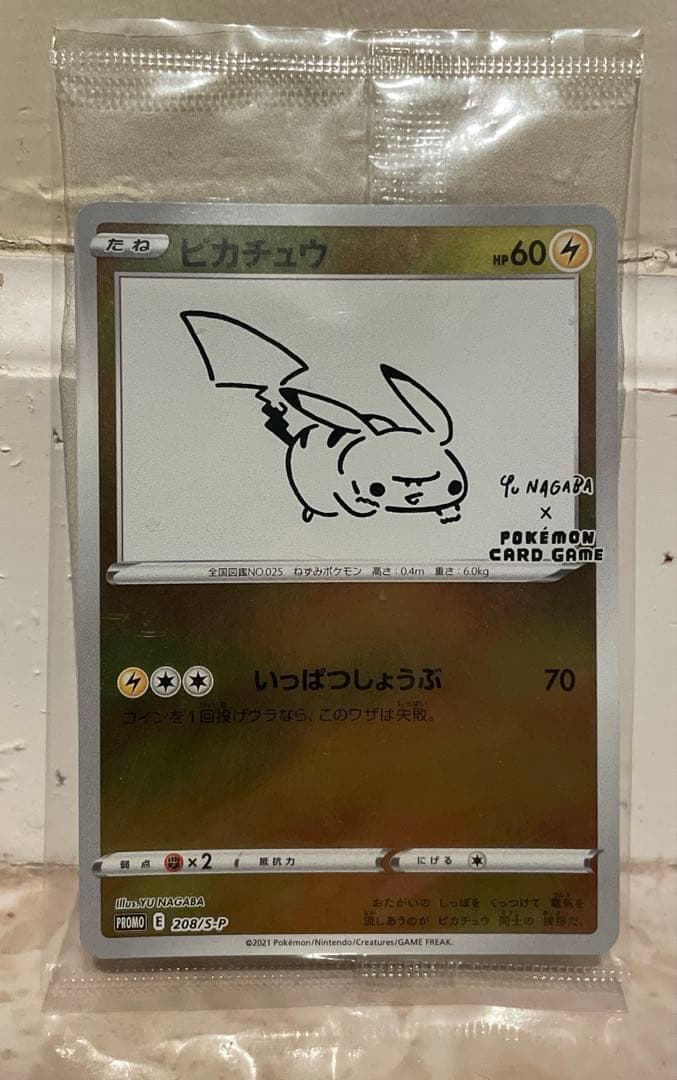 たね ピカチュウ HP60
YU NAGABA
×
POKÉMON
CARD GAME
全国図鑑NO.025 ねずみポケモン 高さ:0.4m 重さ:6.0kg
いっぱつしょうぶ 70
コインを1回投げウラなら、このワザは失敗。
弱点 ×2 抵抗力 にげる
Illus.YU NAGABA
PROMO E 208/S-P
おたがいの しっぽを くっつけて 電気を
流しあうのが ピカチュウ 同士の 挨拶だ。
©2021 Pokémon/Nintendo/Creatures/GAME FREAK.